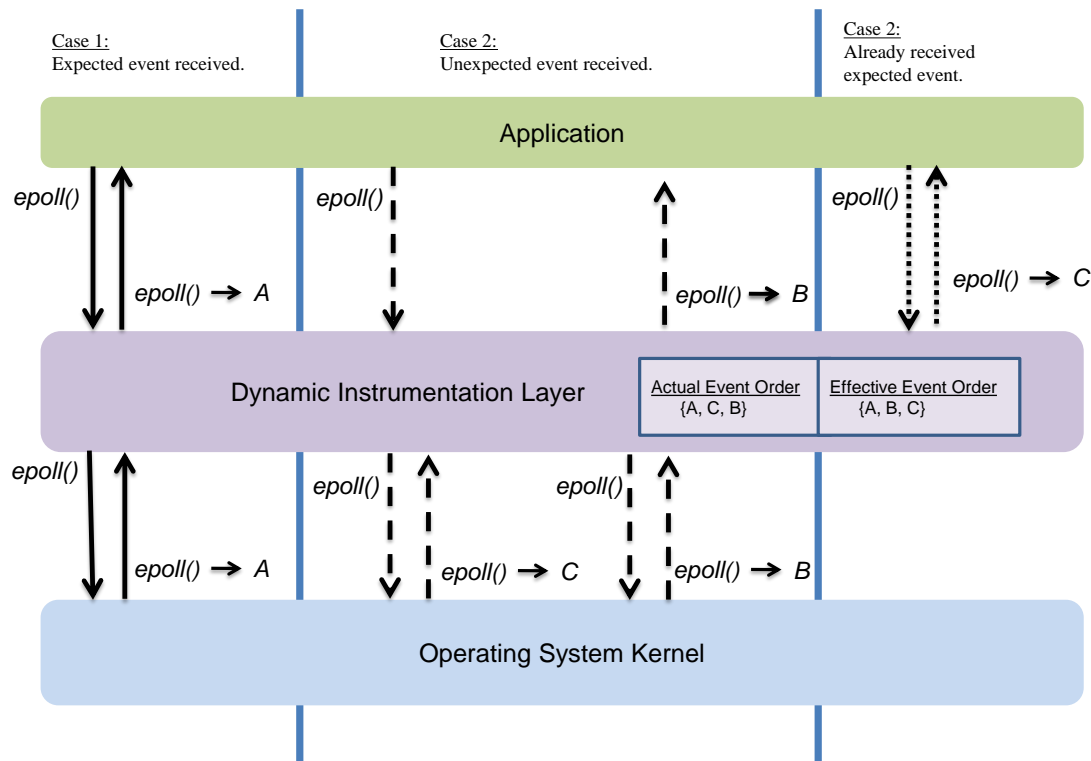 Case 1:
Expected event received.
Case 2:
Unexpected event received.
Case 2:
Already received
expected event.
Application
epoll()
epoll() → A
epoll()
epoll() → B
epoll()
epoll() → C
Dynamic Instrumentation Layer
Actual Event Order
{A, C, B}
Effective Event Order
{A, B, C}
epoll()
epoll() → A
epoll()
epoll() → C
epoll()
epoll() → B
Operating System Kernel